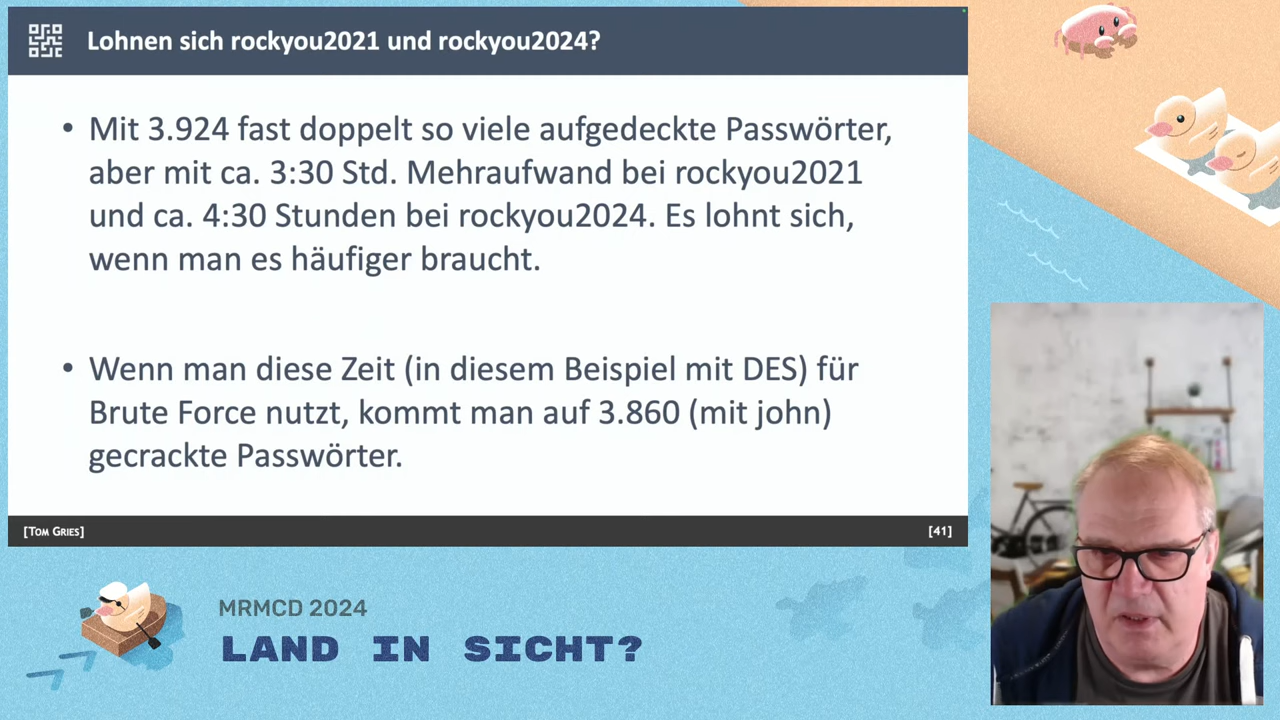 Lohnen sich rockyou2021 und rockyou2024?
• Mit 3.924 fast doppelt so viele aufgedeckte Passwörter,
aber mit ca. 3:30 Std. Mehraufwand bei rockyou2021
und ca. 4:30 Stunden bei rockyou2024. Es lohnt sich,
wenn man es häufiger braucht.
• Wenn man diese Zeit (in diesem Beispiel mit DES) für
Brute Force nutzt, kommt man auf 3.860 (mit john)
gecrackte Passwörter.
[Tom Gries]
[41]
MRMCD 2024
LAND IN SICHT?